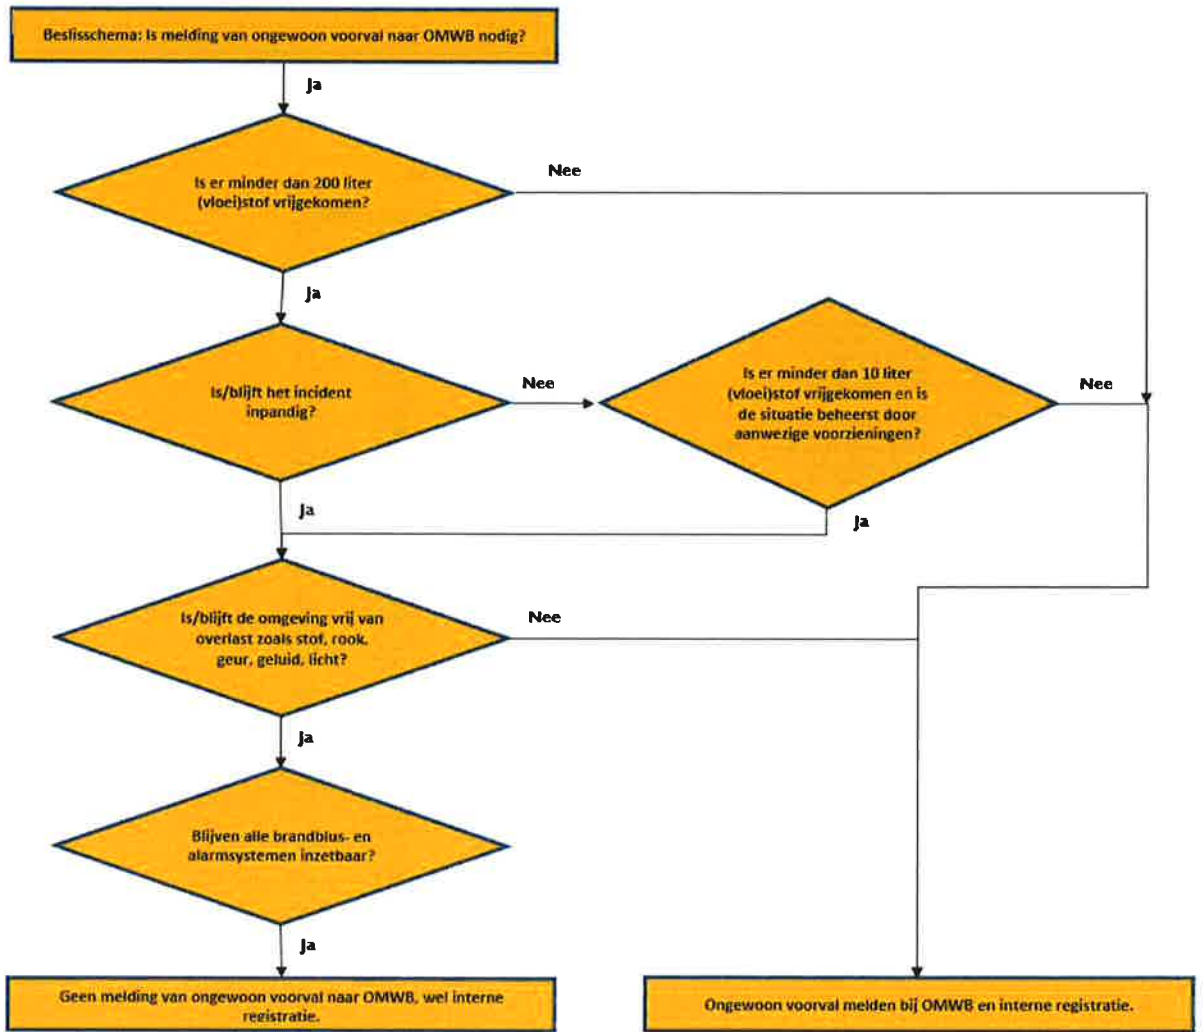 Beslisschema: Is melding van ongewoon voorval naar OMWB nodig?
Ja
Is er minder dan 200 liter
(vloei)stof vrijgekomen?
Nee
Ja
Is/blijft het incident
inpandig?
Nee
Is er minder dan 10 liter
(vloei)stof vrijgekomen en is
de situatie beheerst door
aanwezige voorzieningen?
Nee
Ja
Ja
Is/blijft de omgeving vrij van
overlast zoals stof, rook,
geur, geluid, licht?
Nee
Ja
Blijven alle brandblus- en
alarmsystemen inzetbaar?
Ja
Geen melding van ongewoon voorval naar OMWB, wel interne
registratie.
Ongewoon voorval melden bij OMWB en interne registratie.